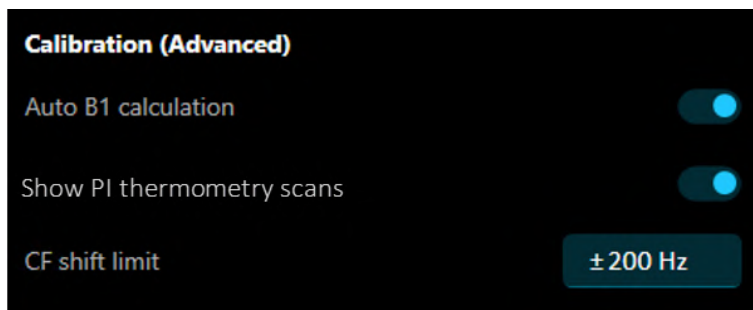 Calibration (Advanced)
Auto B1 calculation
Show PI thermometry scans
CF shift limit
±200 Hz